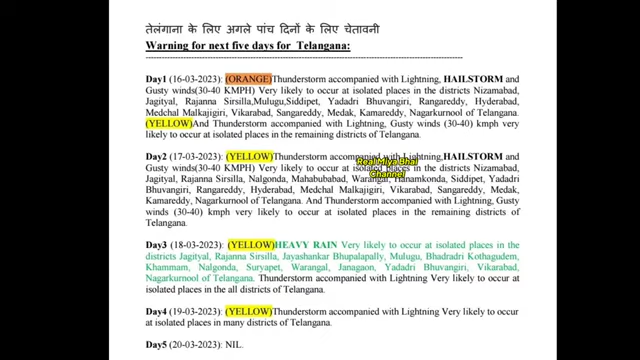 तेलंगाना के लिए अगले पांच दिनों के लिए चेतावनी
Warning for next five days for Telangana:
Day1 (16-03-2023): (ORANGE)Thunderstorm accompanied with Lightning, HAILSTORM and
Gusty winds(30-40 KMPH) Very likely to occur at isolated places in the districts Nizamabad,
Jagityal, Rajanna Sirsilla,Mulugu,Siddipet, Yadadri Bhuvangiri, Rangareddy, Hyderabad,
Medchal Malkajigiri, Vikarabad, Sangareddy, Medak, Kamareddy, Nagarkurnool of Telangana.
(YELLOW)And Thunderstorm accompanied with Lightning, Gusty winds (30-40) kmph very
likely to occur at isolated places in the remaining districts of Telangana.
Day2 (17-03-2023): (YELLOW)Thunderstorm accompanied with Lightning,HAILSTORM and
Gusty winds(30-40 KMPH) Very likely to occur at isolated places in the districts Nizamabad,
Jagityal, Rajanna Sirsilla, Nalgonda, Mahabubabad, Warangal, Hanamkonda, Siddipet, Yadadri
Bhuvangiri, Rangareddy, Hyderabad, Medchal Malkajigiri, Vikarabad, Sangareddy, Medak,
Kamareddy, Nagarkurnool of Telangana. And Thunderstorm accompanied with Lightning, Gusty
winds (30-40) kmph very likely to occur at isolated places in the remaining districts of
Telangana.
Real Miya Bhai
Channel
Day3 (18-03-2023): (YELLOW)HEAVY RAIN Very likely to occur at isolated places in the
districts Jagityal, Rajanna Sirsilla, Jayashankar Bhupalapally, Mulugu, Bhadradri Kothagudem,
Khammam, Nalgonda, Suryapet, Warangal, Janagaon, Yadadri Bhuvangiri, Vikarabad,
Nagarkurnool of Telangana. Thunderstorm accompanied with Lightning Very likely to occur at
isolated places in the all districts of Telangana.
Day4 (19-03-2023): (YELLOW)Thunderstorm accompanied with Lightning Very likely to occur
at isolated places in many districts of Telangana.
Day5 (20-03-2023): NIL.